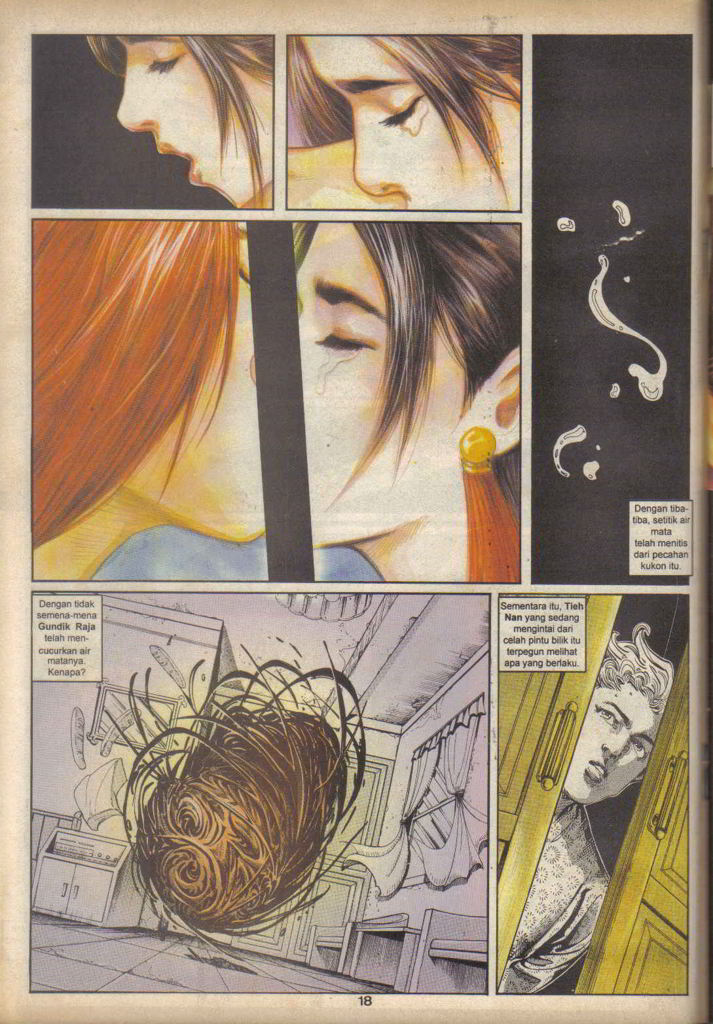 Dengan tiba-
tiba, setitik air
mata
telah menitis
dari pecahan
kukon itu.
Dengan tidak
semena-mena
Gundik Raja
telah men-
cucurkan air
matanya.
Kenapa?
Sementara itu, Tieh
Nan yang sedang
mengintai dari
celah pintu bilik itu
terpegun melihat
apa yang berlaku.
18